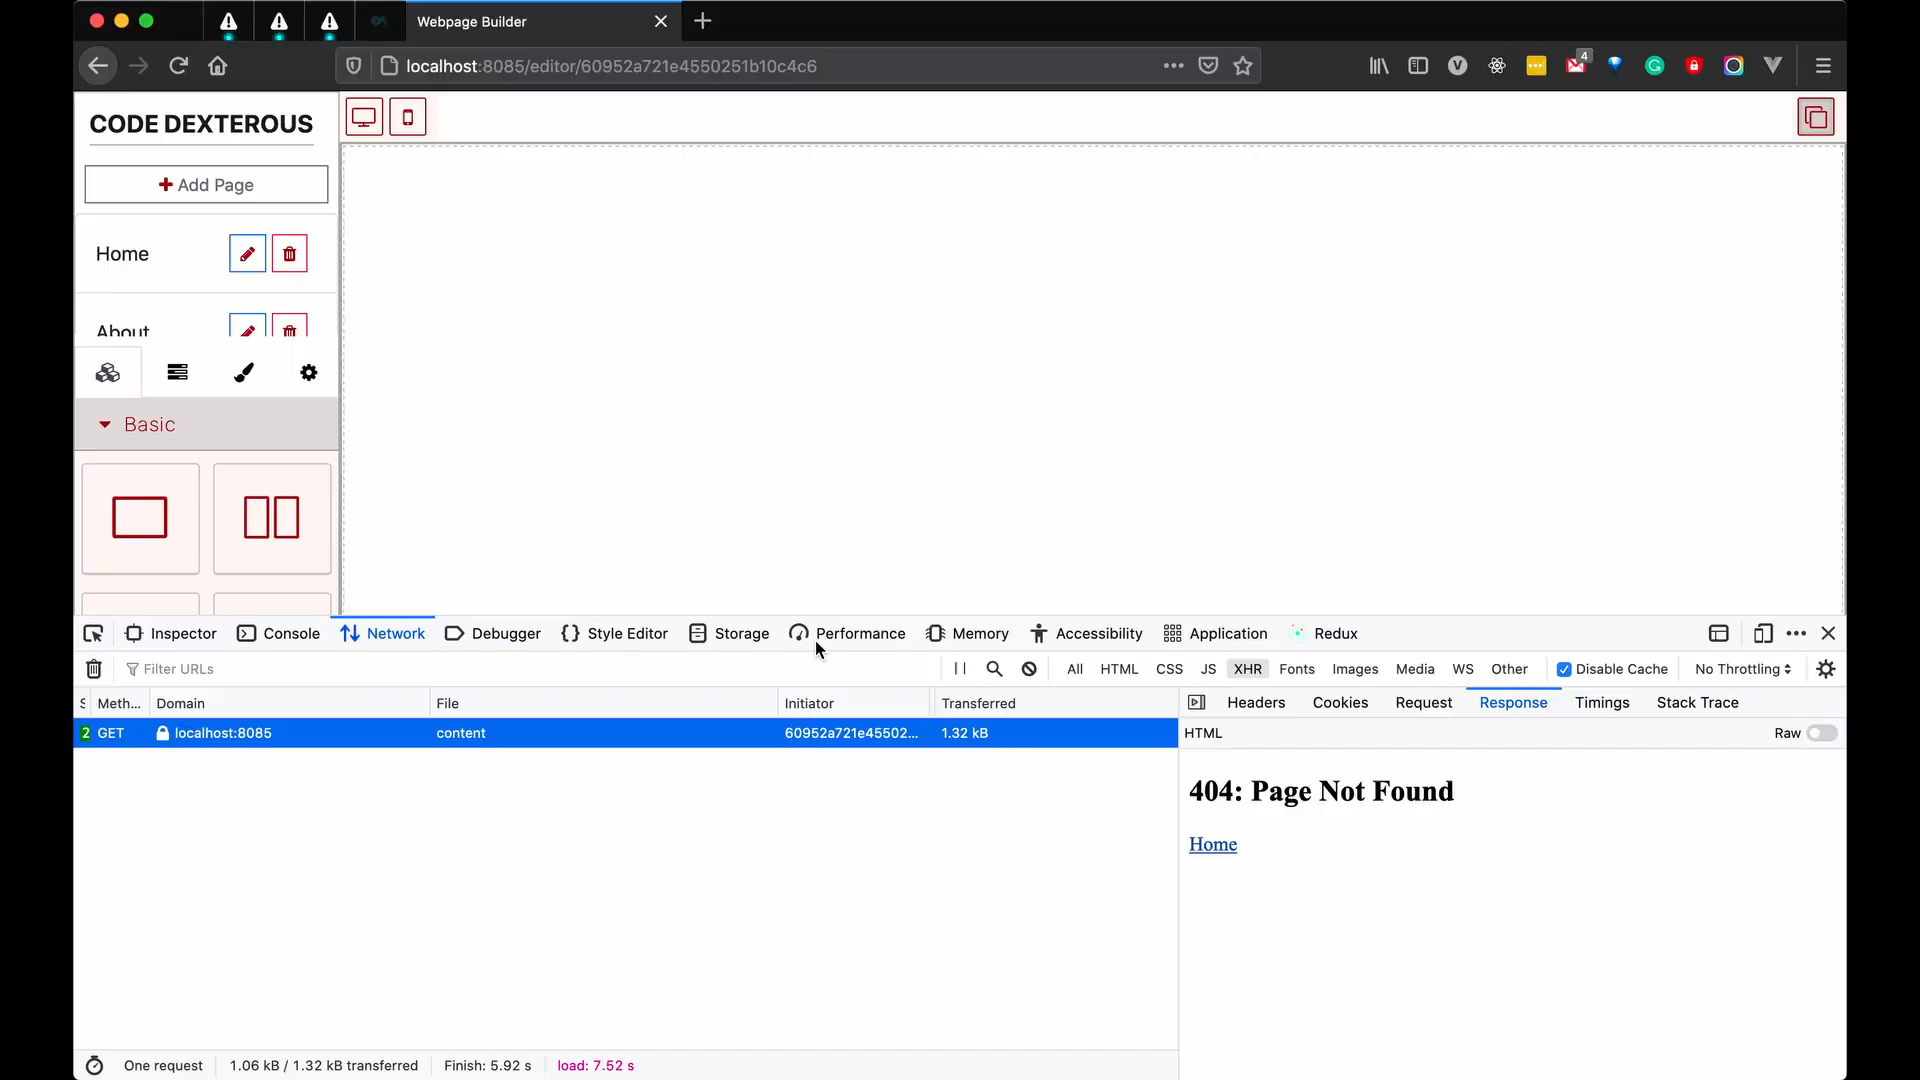 Webpage Builder
localhost:8085/editor/60952a721e4550251b10c4c6
4
CODE DEXTEROUS
Add Page
Home
About
Basic
Inspector Console Network Debugger Style Editor Storage Performance Memory Accessibility Application Redux
Filter URLs
All HTML CSS JS XHR Fonts Images Media WS Other Disable Cache No Throttling
S Meth... Domain File Initiator Transferred
Headers Cookies Request Response Timings Stack Trace
2 GET localhost:8085 content 60952a721e45502... 1.32 kB
HTML Raw
404: Page Not Found
Home
One request 1.06 kB / 1.32 kB transferred Finish: 5.92 s load: 7.52 s